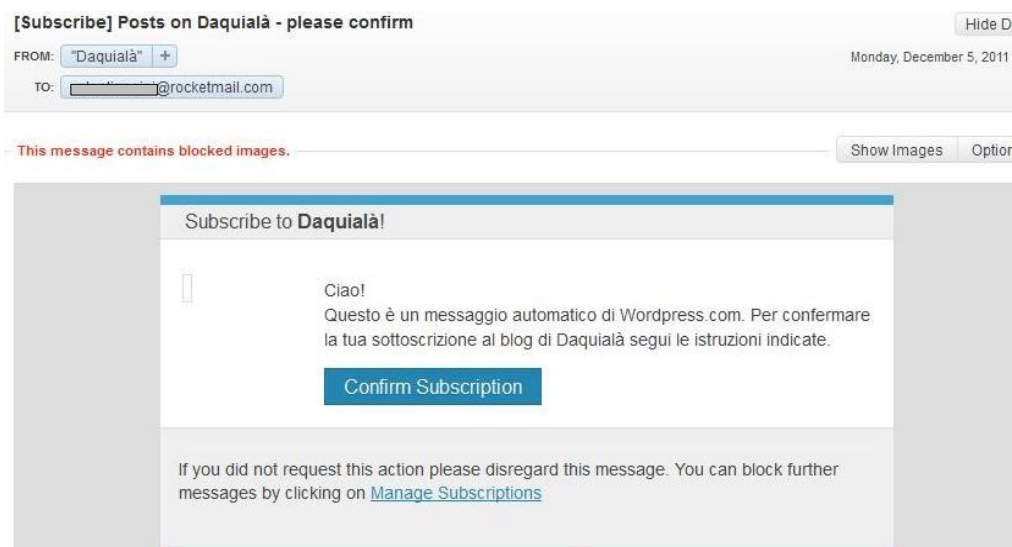 [Subscribe] Posts on Daquialà - please confirm
Hide D
FROM: "Daquialà" +
Monday, December 5, 2011
TO: @rocketmail.com
This message contains blocked images.
Show Images Option
Subscribe to Daquialà!
Ciao!
Questo è un messaggio automatico di Wordpress.com. Per confermare
la tua sottoscrizione al blog di Daquialà segui le istruzioni indicate.
Confirm Subscription
If you did not request this action please disregard this message. You can block further
messages by clicking on Manage Subscriptions